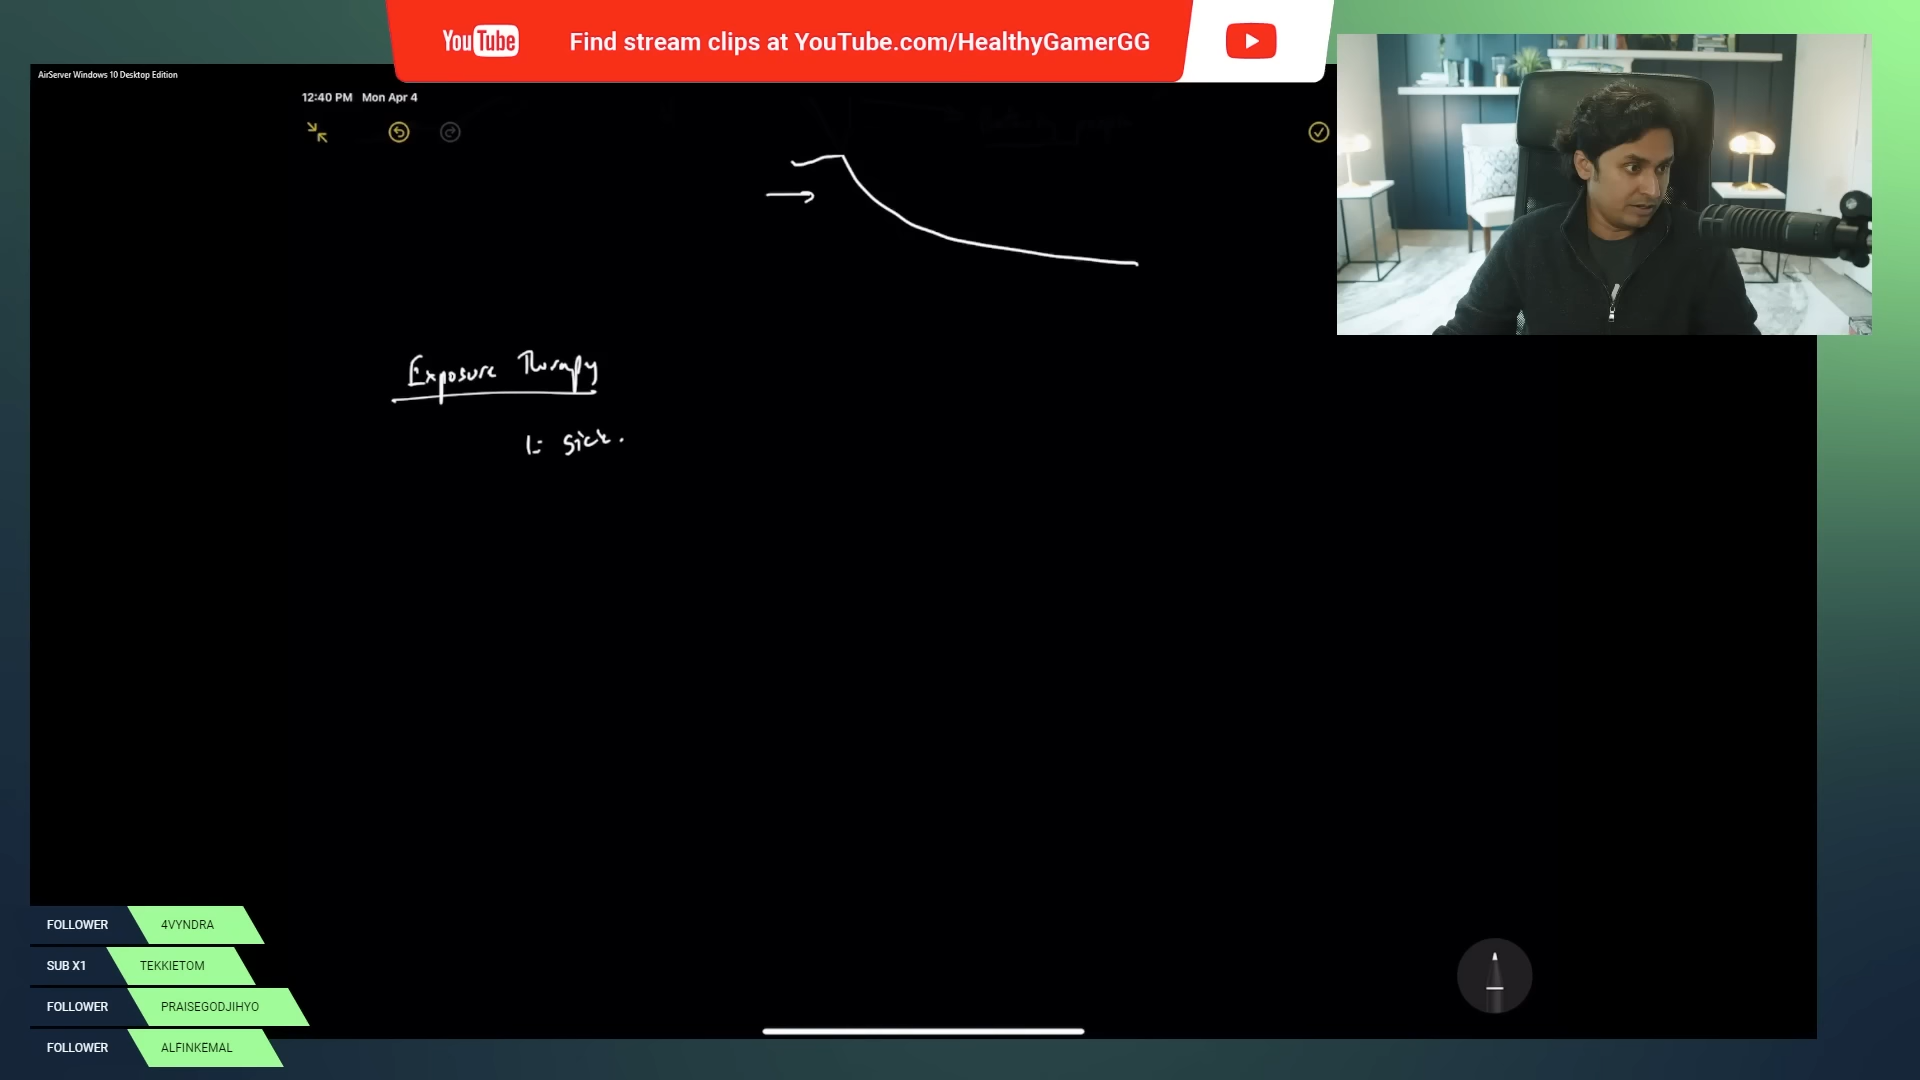 YouTube Find stream clips at YouTube.com/HealthyGamerGG
AirServer Windows 10 Desktop Edition
12:40 PM Mon Apr 4
Exposure Therapy
1: Sick.
FOLLOWER 4VYNDRA
SUB X1 TEKKIETOM
FOLLOWER PRAISEGODJIHYO
FOLLOWER ALFINKEMAL